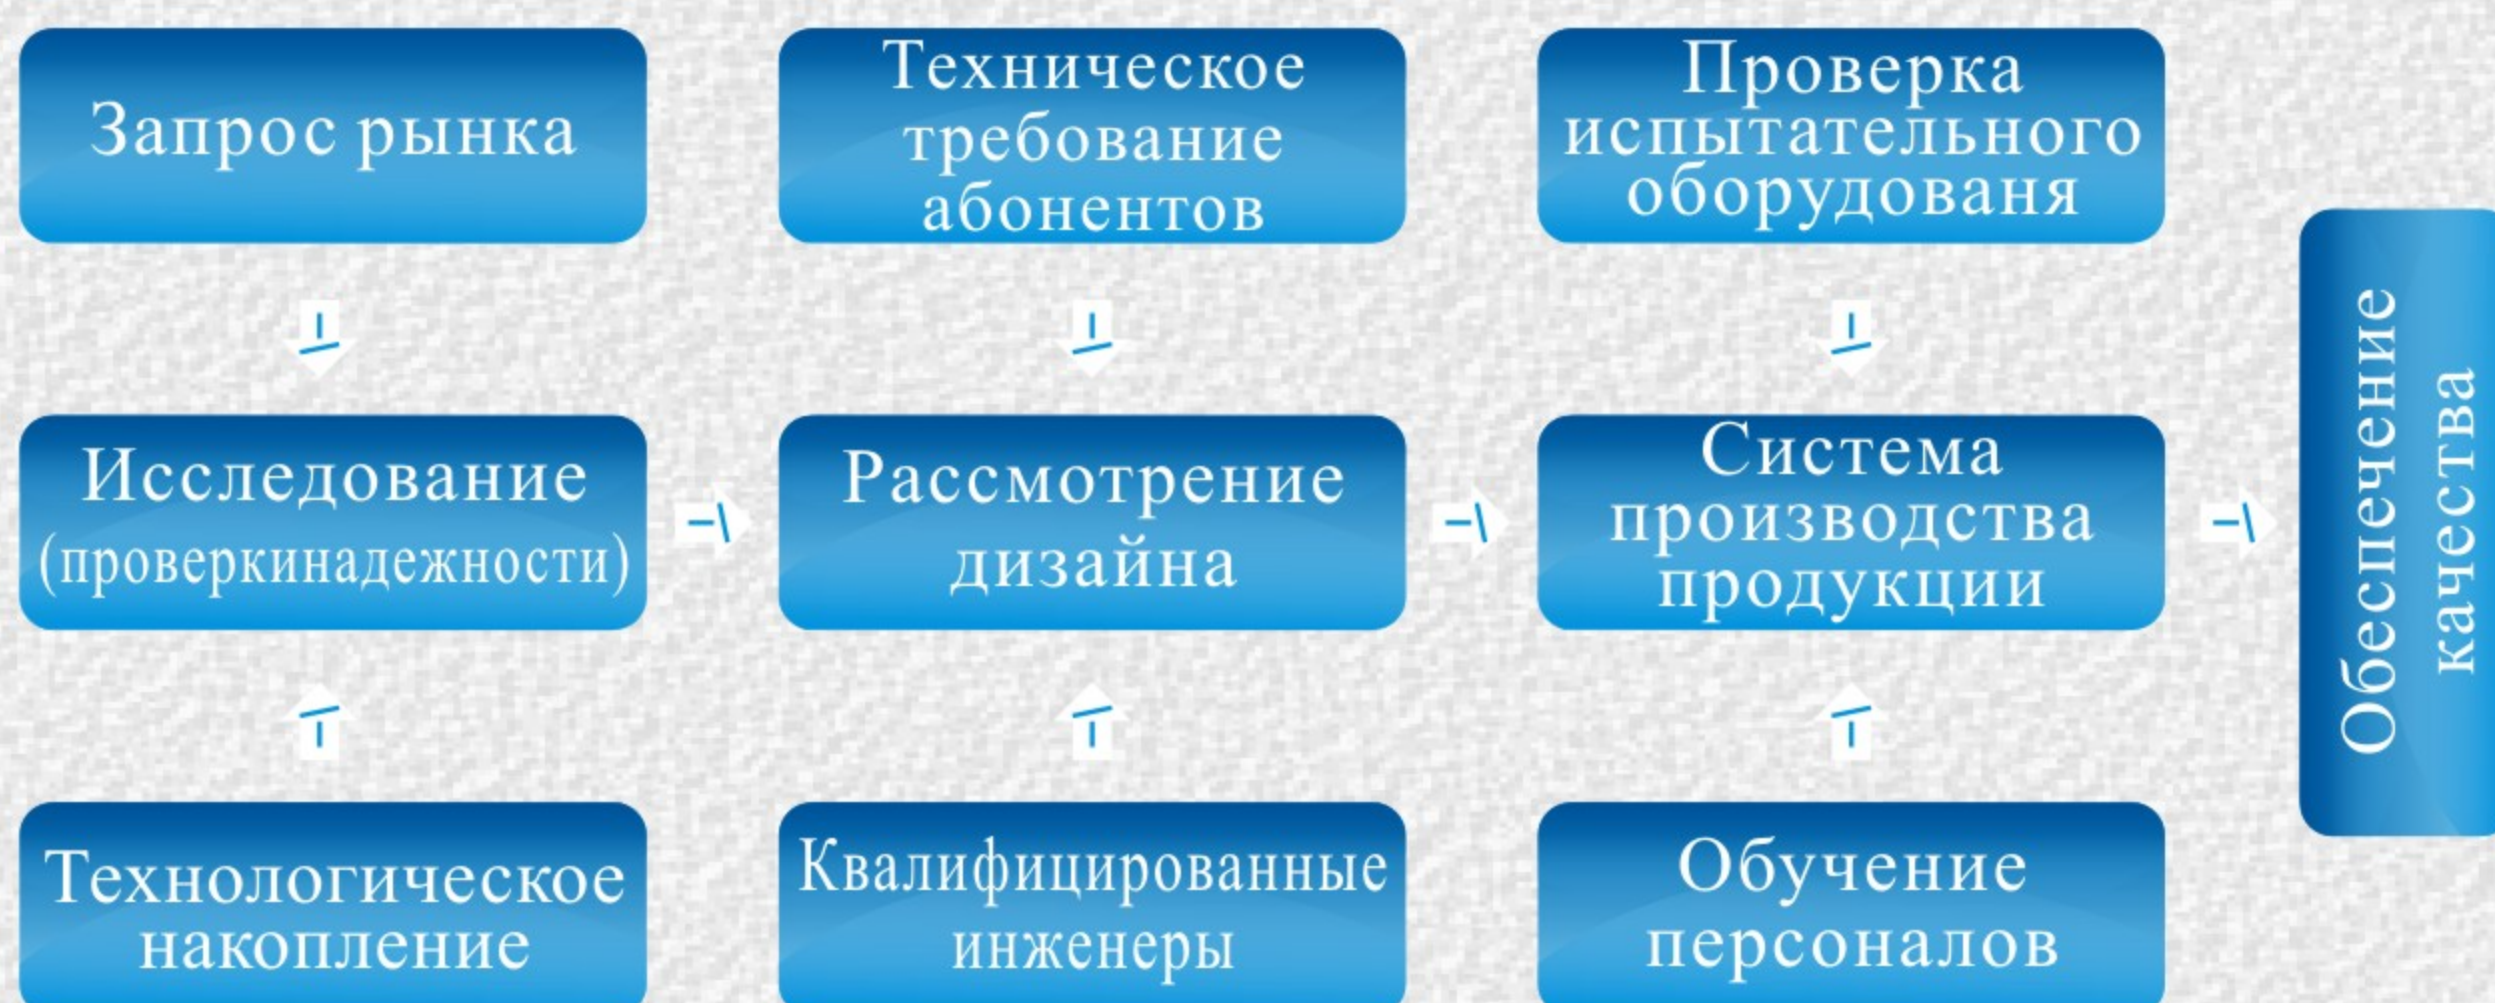 Запрос рынка
Техническое
требование
абонентов
Проверка
испытательного
оборудованя
Исследование
(проверкинадежности)
Рассмотрение
дизайна
Система
производства
продукции
Обеспечение
качества
Технологическое
накопление
Квалифицированные
инженеры
Обучение
персоналов